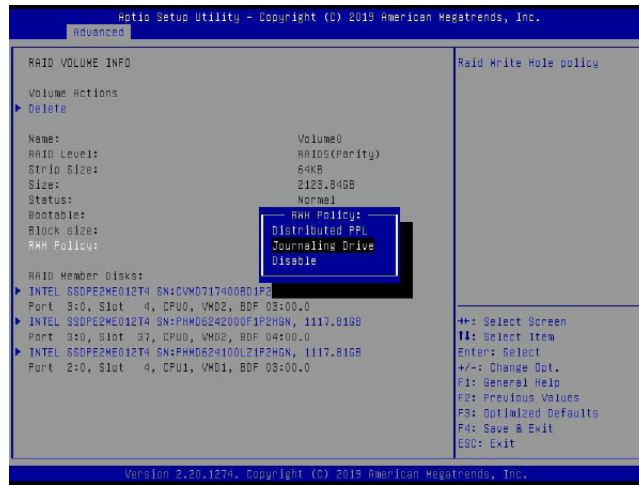 Aptio Setup Utility - Copyright (C) 2019 American Megatrends, Inc.
Advanced
RAID VOLUME INFO
Raid Write Hole policy
Volume Actions
Delete
Name: Volume0
RAID Level: RAID5(Parity)
Strip Size: 64KB
Size: 2123.84GB
Status: Normal
Bootable:
Block size:
RWH Policy:
RWH Policy:
Distributed PPL
Journaling Drive
Disable
RAID Member Disks:
INTEL SSDPE2ME012T4 SN:CVMD717400BD1P2
Port 3:0, Slot 4, CPU0, VMD2, BDF 03:00.0
INTEL SSDPE2ME012T4 SN:PHMD6242000F1P2HGN, 1117.81GB
Port 3:0, Slot 37, CPU0, VMD2, BDF 04:00.0
INTEL SSDPE2ME012T4 SN:PHMD624100LZ1P2HGN, 1117.81GB
Port 2:0, Slot 4, CPU1, VMD1, BDF 03:00.0
++: Select Screen
↑↓: Select Item
Enter: Select
+/-: Change Opt.
F1: General Help
F2: Previous Values
F3: Optimized Defaults
F4: Save & Exit
ESC: Exit
Version 2.20.1274. Copyright (C) 2019 American Megatrends, Inc.